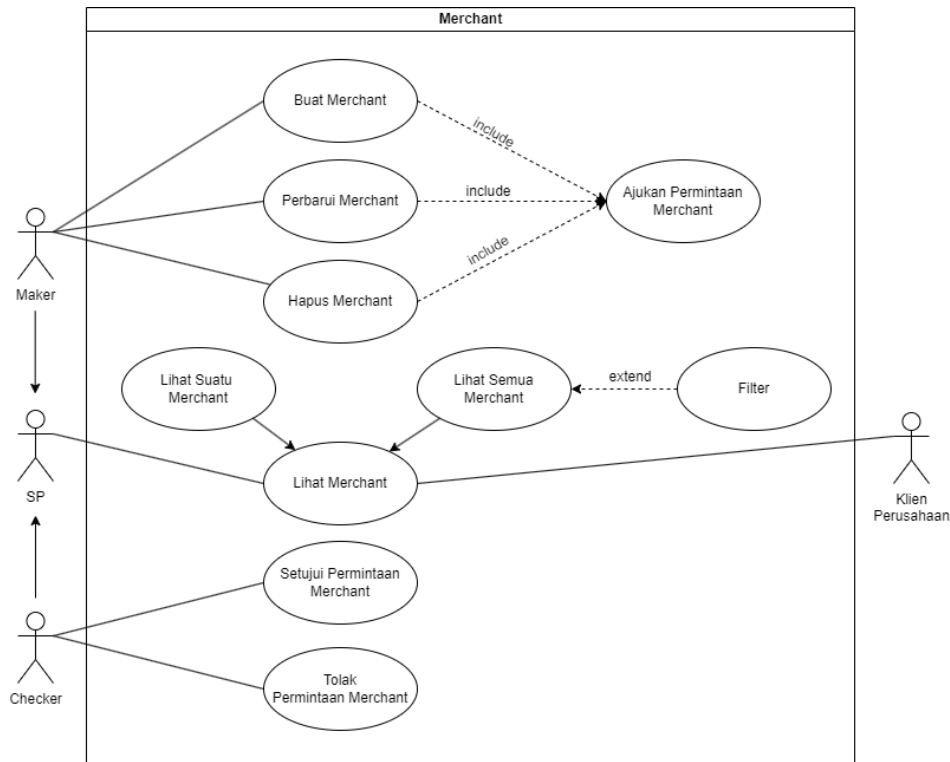 Merchant
Buat Merchant
include
Perbarui Merchant
include
Ajukan Permintaan
Merchant
Maker
Hapus Merchant
include
Lihat Suatu
Merchant
Lihat Semua
Merchant
extend
Filter
SP
Lihat Merchant
Klien
Perusahaan
Setujui Permintaan
Merchant
Checker
Tolak
Permintaan Merchant